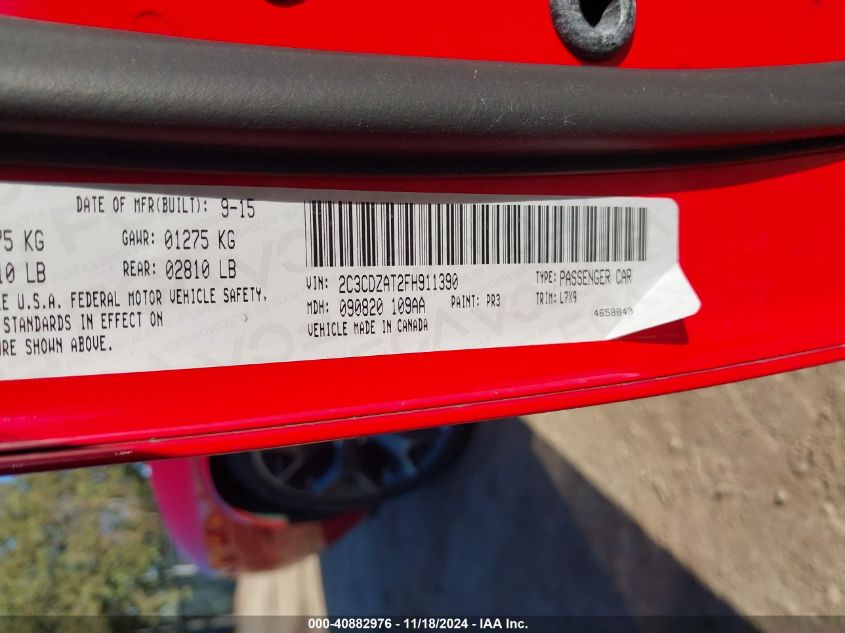 DATE OF MFR(BUILT): 9-15
75 KG GAWR: 01275 KG
10 LB REAR: 02810 LB
E U.S.A. FEDERAL MOTOR VEHICLE SAFETY,
STANDARDS IN EFFECT ON
URE SHOWN ABOVE.
VIN: 2C3CDZAT2FH911390 TYPE: PASSENGER CAR
MDH: 090820 109AA PAINT: PR3 TRIM: L7X9
VEHICLE MADE IN CANADA 4658843
000-40882976 - 11/18/2024 - IAA Inc.